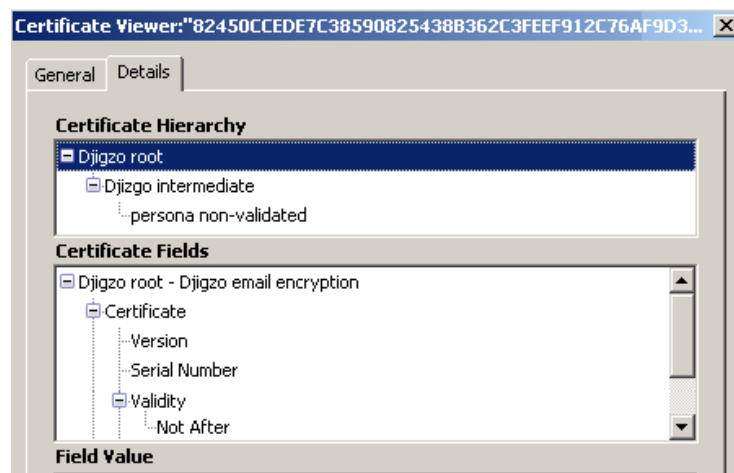 Certificate Viewer:"82450CCEDE7C38590825438B362C3FEEF912C76AF9D3...
General Details
Certificate Hierarchy
Djigzo root
Djizgo intermediate
persona non-validated
Certificate Fields
Djigzo root - Djigzo email encryption
Certificate
Version
Serial Number
Validity
Not After
Field Value